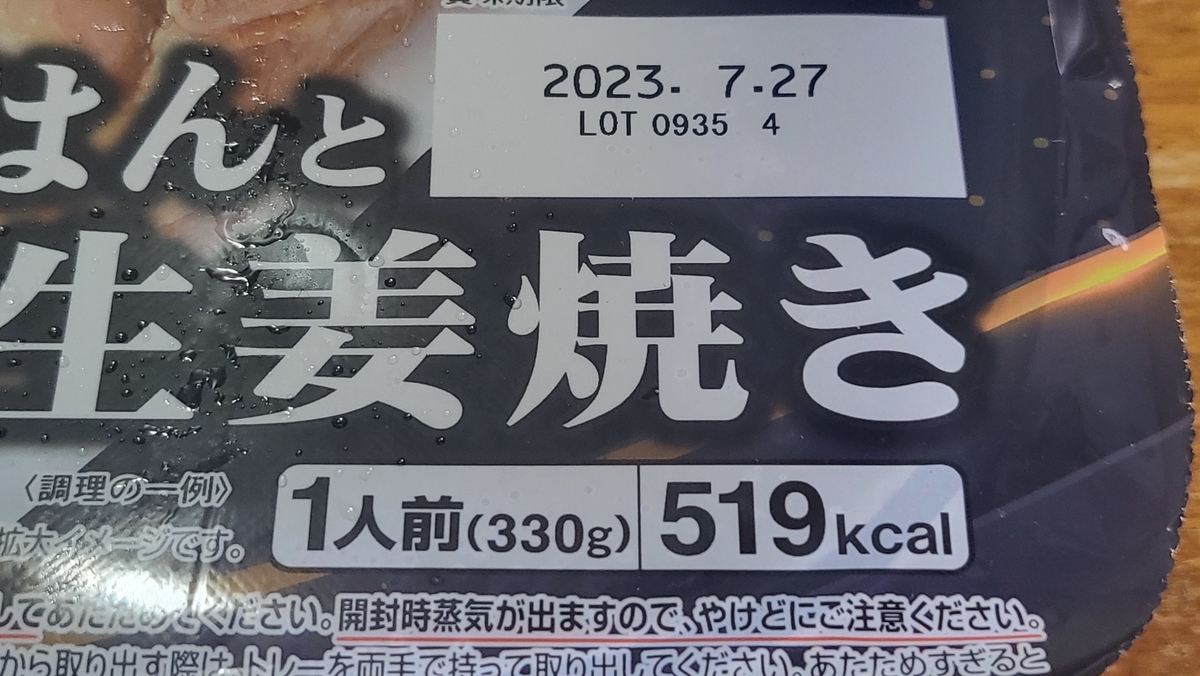 賞味期限
2023. 7.27
LOT 0935 4
はんと
生姜焼き
〈調理の一例〉
拡大イメージです。
1人前(330g) 519kcal
してあたためてください。開封時蒸気が出ますので、やけどにご注意ください。
から取り出す際は、トレーを両手で持って取り出してください。あたためすぎると